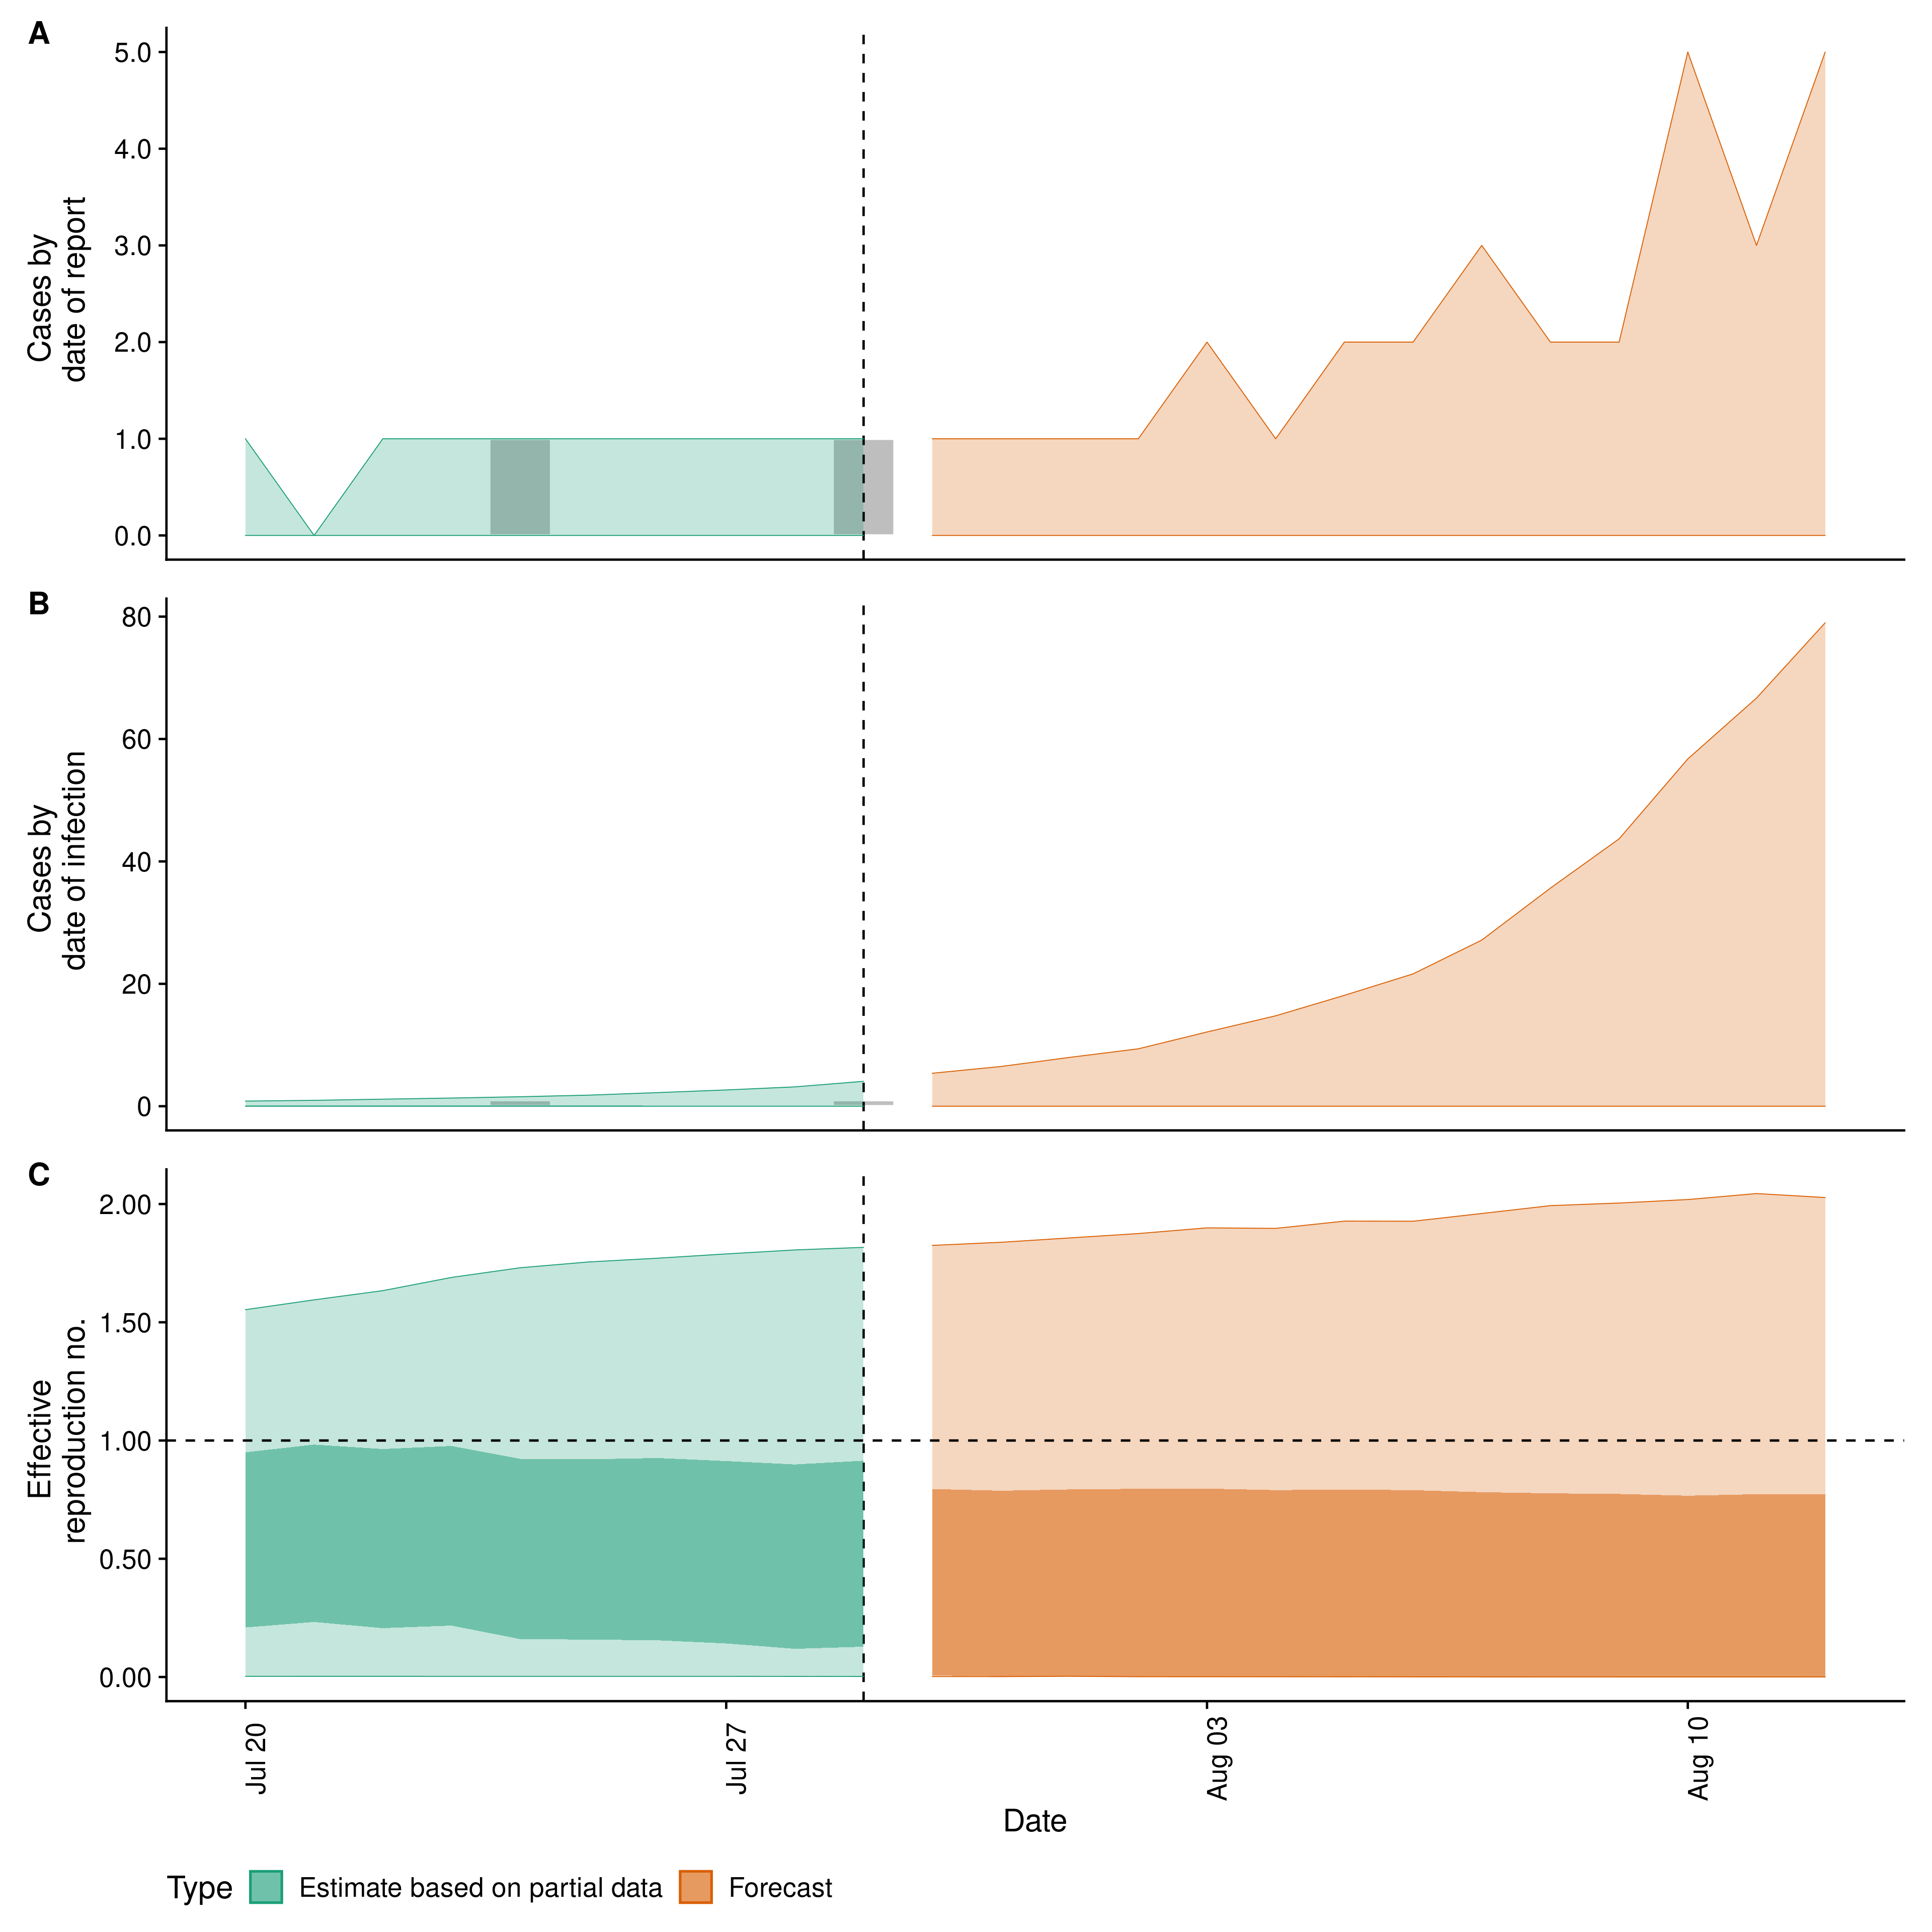 A
5.0
4.0
3.0
2.0
1.0
0.0
Cases by
date of report
B
80
60
40
20
0
Cases by
date of infection
C
2.00
1.50
1.00
0.50
0.00
Effective
reproduction no.
Jul 20
Jul 27
Aug 03
Aug 10
Date
Type
Estimate based on partial data
Forecast